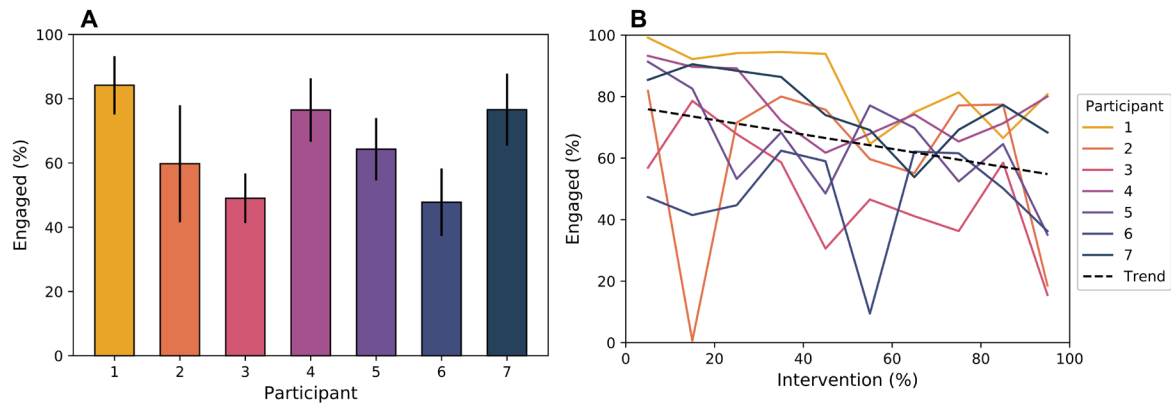 A
100
80
60
40
20
0
Engaged (%)
1 2 3 4 5 6 7
Participant
B
100
80
60
40
20
0
Engaged (%)
0 20 40 60 80 100
Intervention (%)
Participant
1
2
3
4
5
6
7
Trend